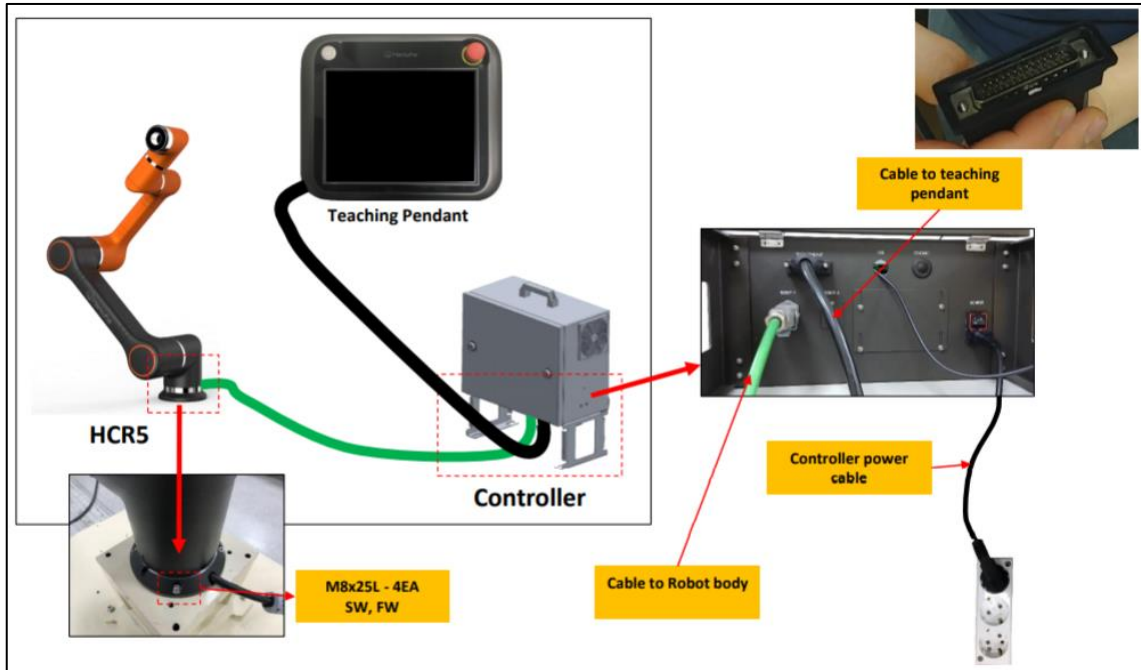 Teaching Pendant
HCR5
Controller
M8x25L - 4EA
SW, FW
Cable to teaching
pendant
Controller power
cable
Cable to Robot body